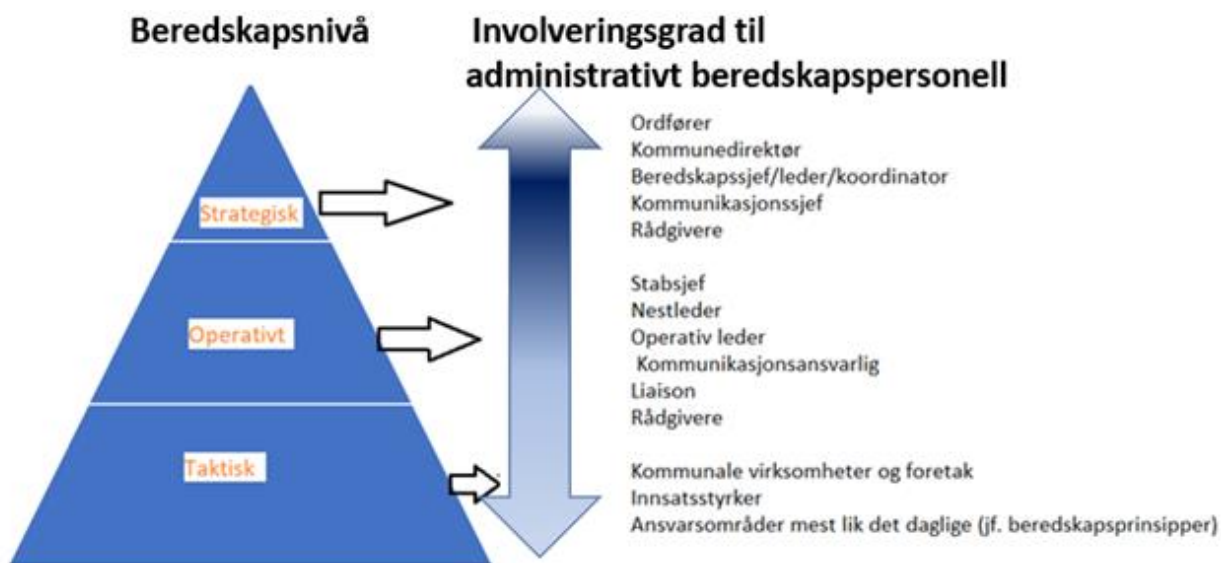 Beredskapsnivå
Involveringsgrad til
administrativt beredskapspersonell
Strategisk
Ordfører
Kommunedirektør
Beredskapssjef/leder/koordinator
Kommunikasjonssjef
Rådgivere
Operativt
Stabsjef
Nestleder
Operativ leder
Kommunikasjonsansvarlig
Liaison
Rådgivere
Taktisk
Kommunale virksomheter og foretak
Innsatsstyrker
Ansvarsområder mest lik det daglige (jf. beredskapsprinsipper)